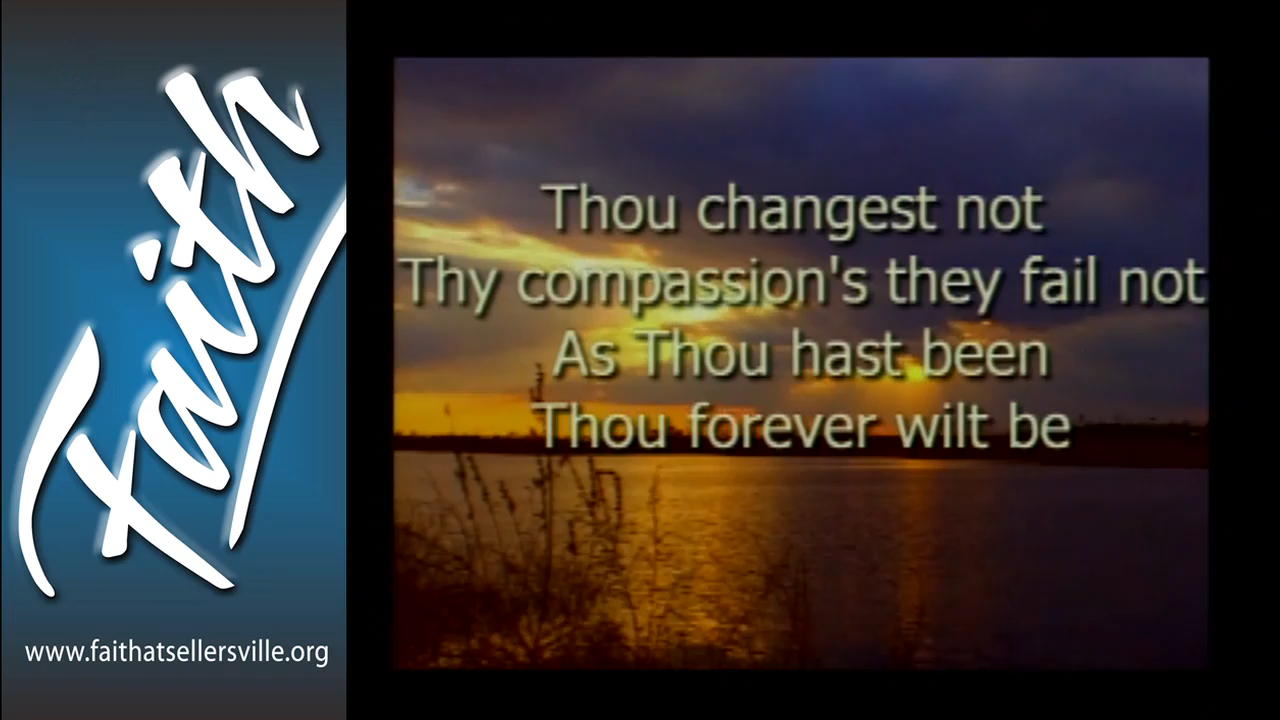 Faith
www.faithatsellersville.org
Thou changest not
Thy compassion's they fail not
As Thou hast been
Thou forever wilt be